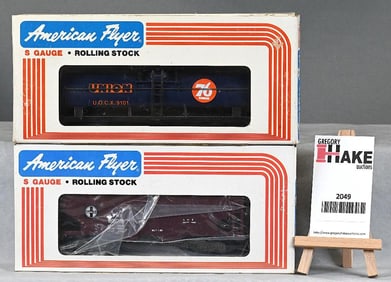 American Flyer
S GAUGE • ROLLING STOCK
UNION
76
U.O.C.X. 9101
American Flyer
S GAUGE • ROLLING STOCK
GREGORY
HAKE
auctions
2049